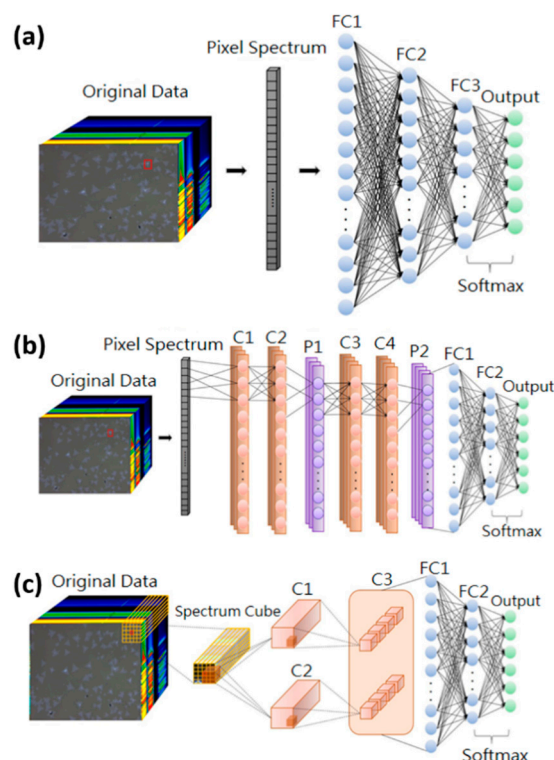 (a)
Original Data
Pixel Spectrum
FC1
FC2
FC3
Output
Softmax
(b)
Original Data
Pixel Spectrum
C1
C2
P1
C3
C4
P2
FC1
FC2
Output
Softmax
(c)
Original Data
Spectrum Cube
C1
C2
C3
FC1
FC2
Output
Softmax